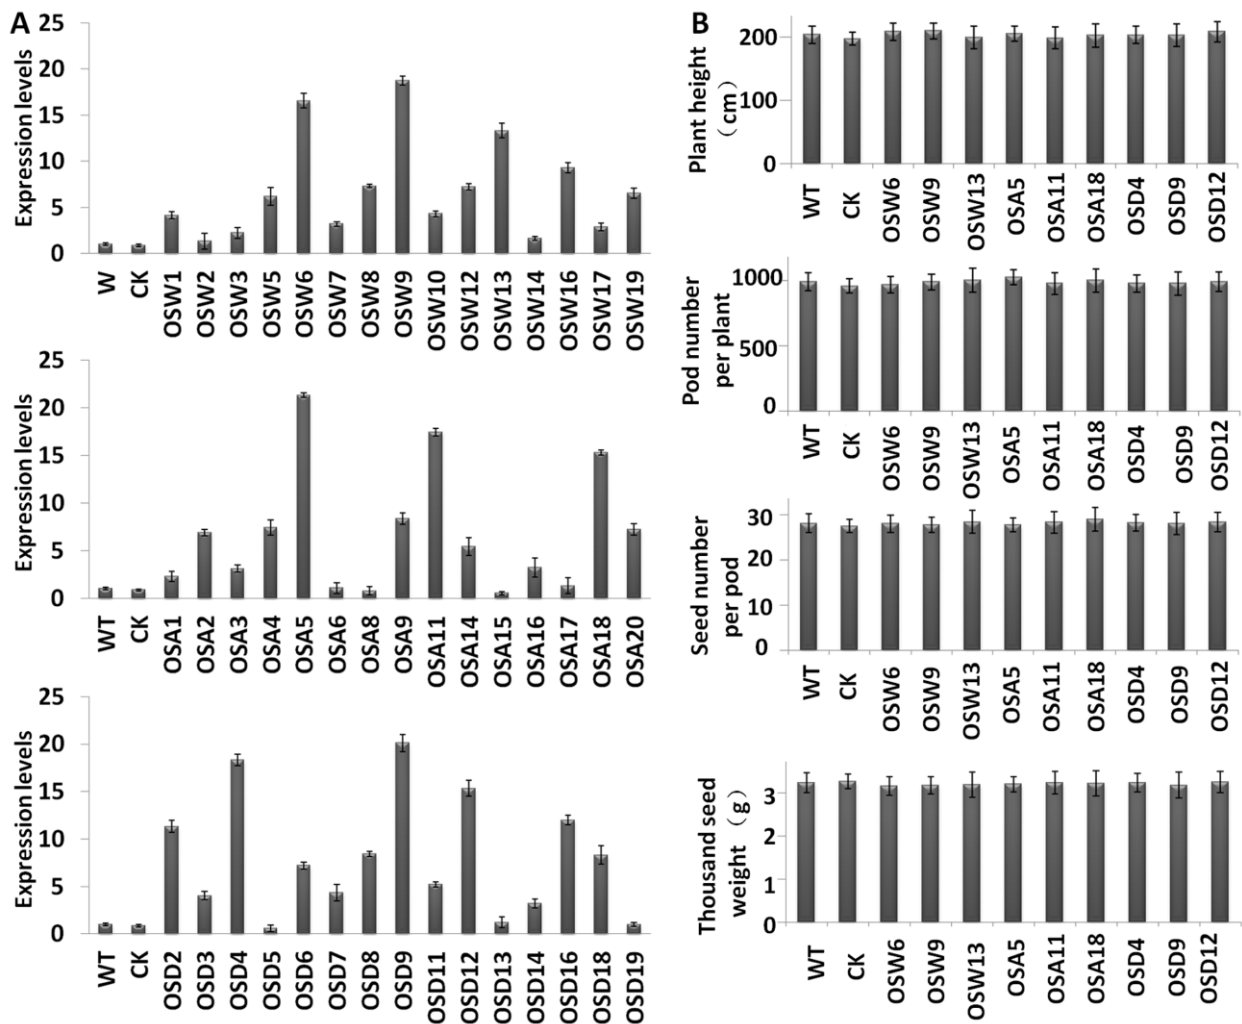 A
Expression levels
25
20
15
10
5
0
W CK OSW1 OSW2 OSW3 OSW5 OSW6 OSW7 OSW8 OSW9 OSW10 OSW12 OSW13 OSW14 OSW16 OSW17 OSW19
Expression levels
25
20
15
10
5
0
WT CK OSA1 OSA2 OSA3 OSA4 OSA5 OSA6 OSA8 OSA9 OSA11 OSA14 OSA15 OSA16 OSA17 OSA18 OSA20
Expression levels
25
20
15
10
5
0
WT CK OSD2 OSD3 OSD4 OSD5 OSD6 OSD7 OSD8 OSD9 OSD11 OSD12 OSD13 OSD14 OSD16 OSD18 OSD19
B
Plant height
（cm）
200
100
0
WT CK OSW6 OSW9 OSW13 OSA5 OSA11 OSA18 OSD4 OSD9 OSD12
Pod number
per plant
1000
500
0
WT CK OSW6 OSW9 OSW13 OSA5 OSA11 OSA18 OSD4 OSD9 OSD12
Seed number
per pod
30
20
10
0
WT CK OSW6 OSW9 OSW13 OSA5 OSA11 OSA18 OSD4 OSD9 OSD12
Thousand seed
weight （g）
3
2
1
0
WT CK OSW6 OSW9 OSW13 OSA5 OSA11 OSA18 OSD4 OSD9 OSD12